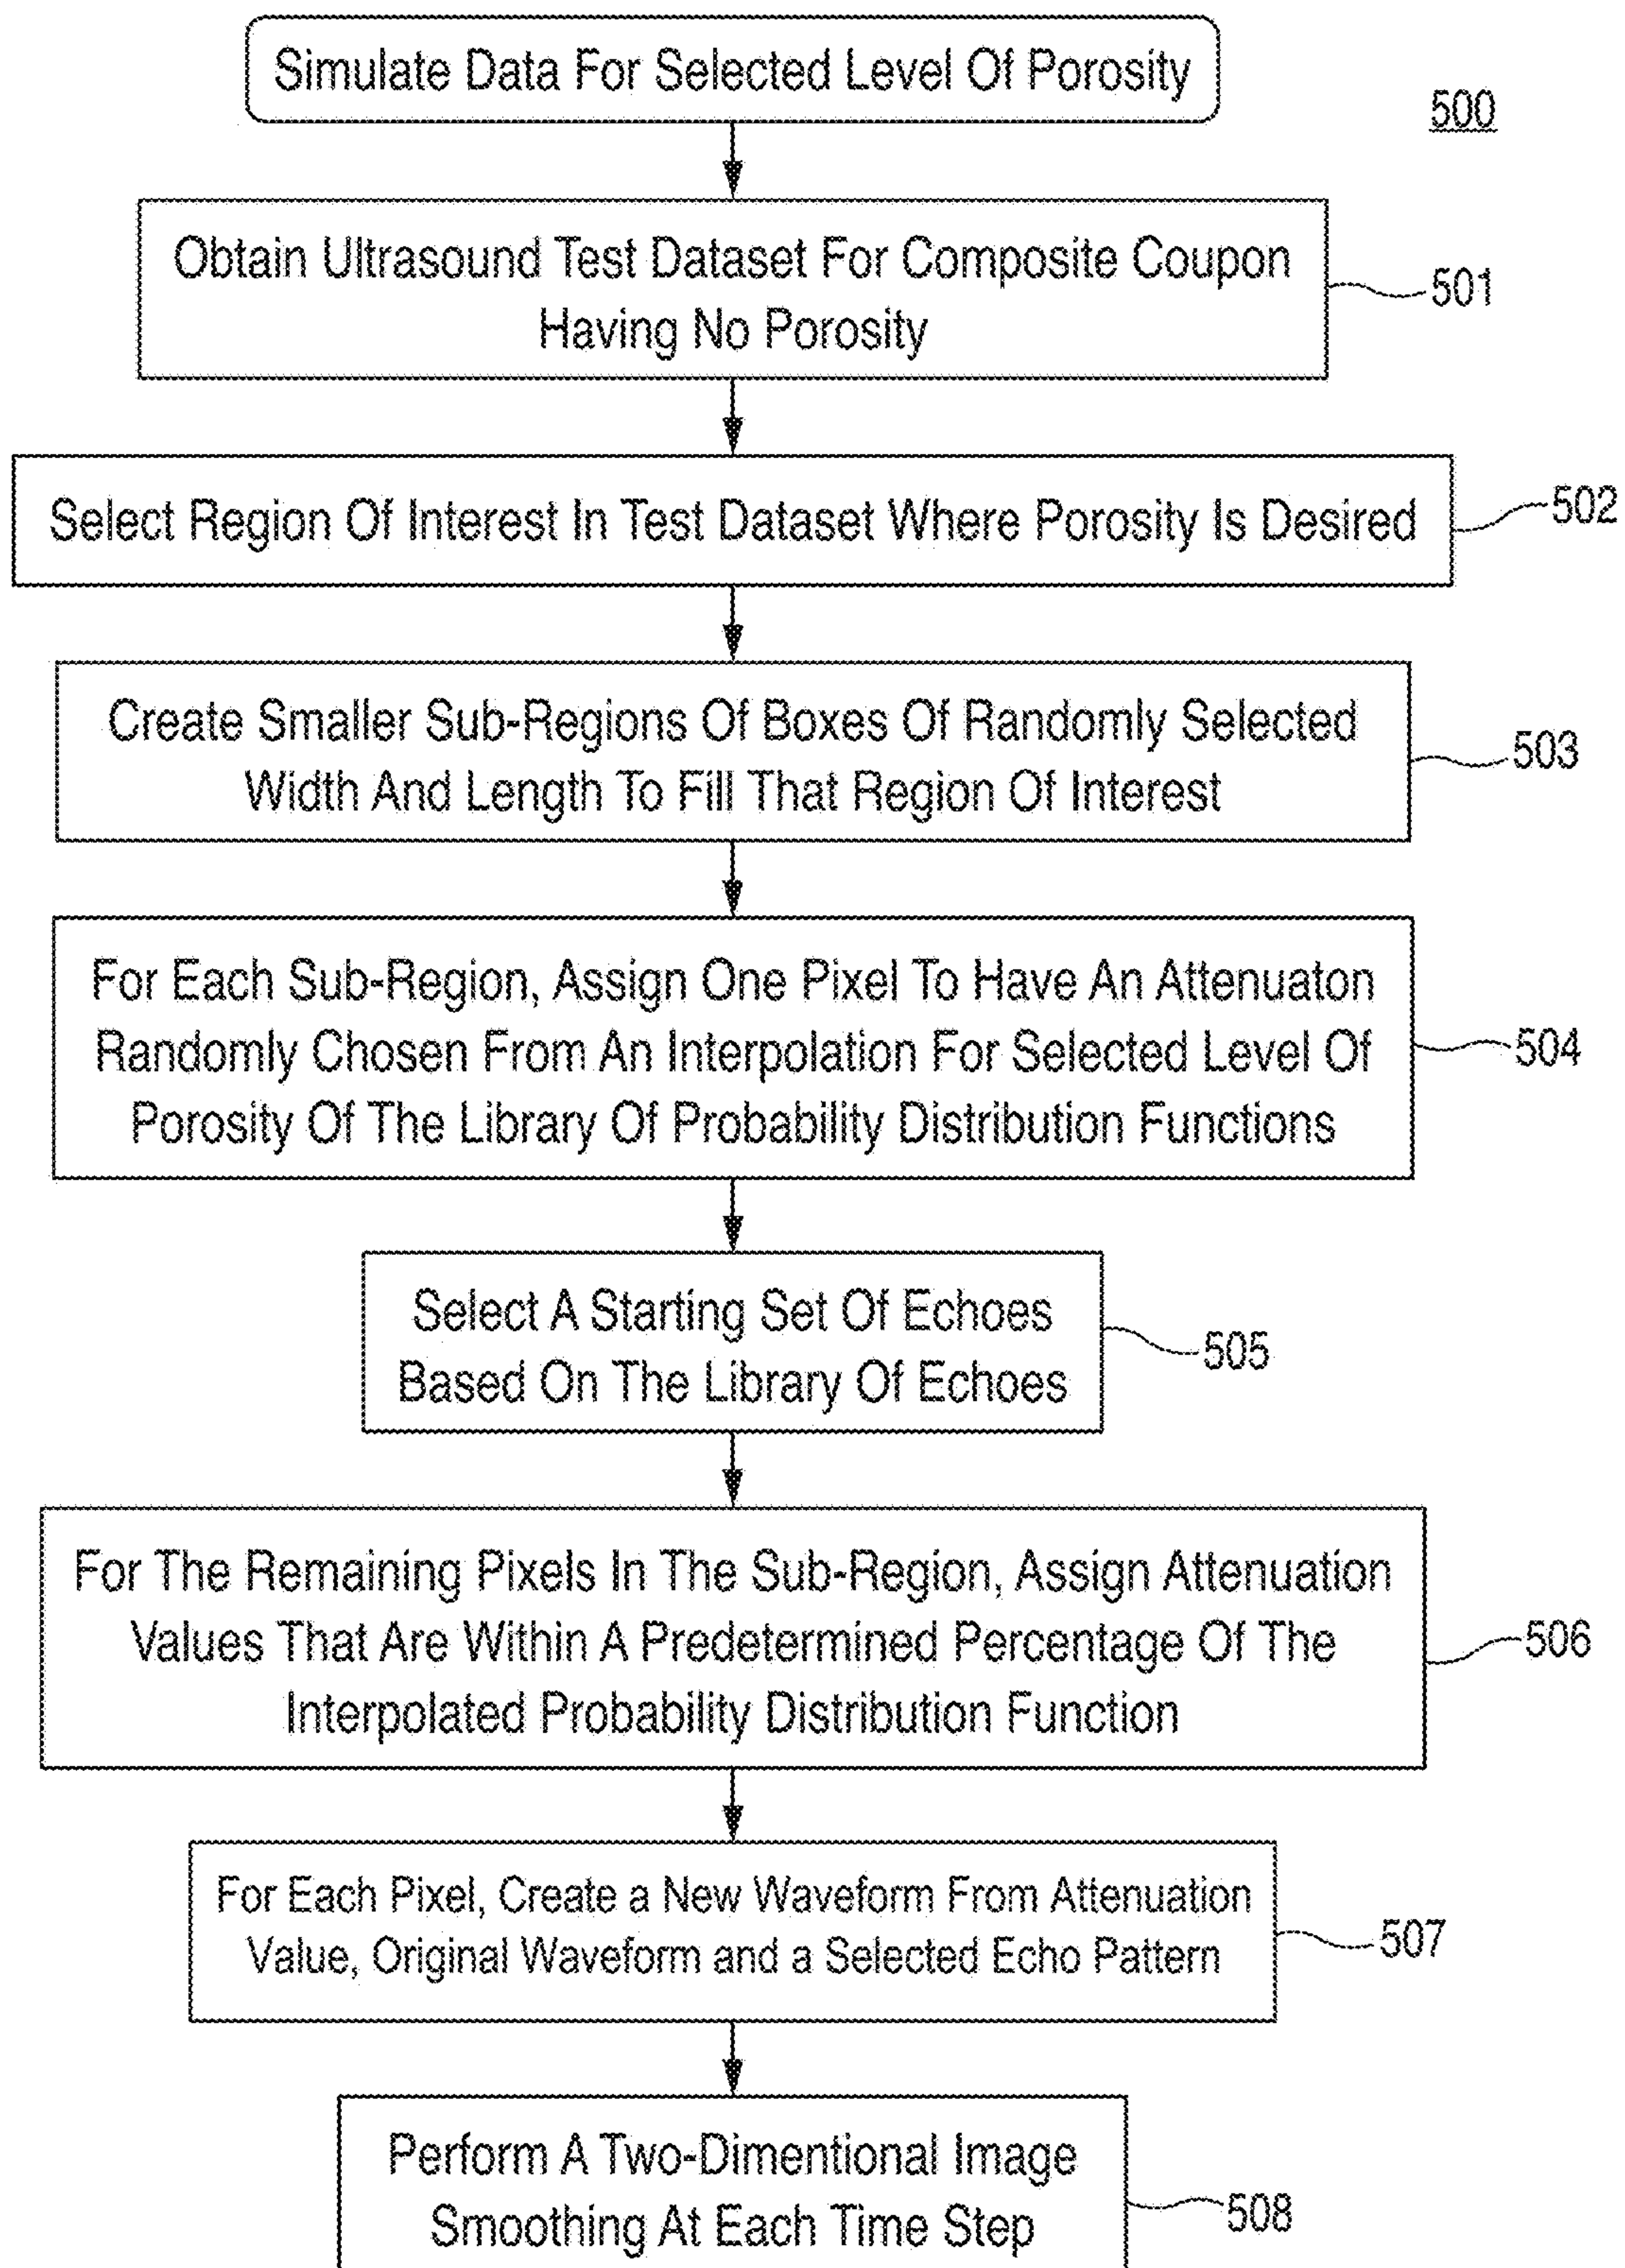 Simulate Data For Selected Level Of Porosity
500
Obtain Ultrasound Test Dataset For Composite Coupon
Having No Porosity
501
Select Region Of Interest In Test Dataset Where Porosity Is Desired
502
Create Smaller Sub-Regions Of Boxes Of Randomly Selected
Width And Length To Fill That Region Of Interest
503
For Each Sub-Region, Assign One Pixel To Have An Attenuaton
Randomly Chosen From An Interpolation For Selected Level Of
Porosity Of The Library Of Probability Distribution Functions
504
Select A Starting Set Of Echoes
Based On The Library Of Echoes
505
For The Remaining Pixels In The Sub-Region, Assign Attenuation
Values That Are Within A Predetermined Percentage Of The
Interpolated Probability Distribution Function
506
For Each Pixel, Create a New Waveform From Attenuation
Value, Original Waveform and a Selected Echo Pattern
507
Perform A Two-Dimentional Image
Smoothing At Each Time Step
508